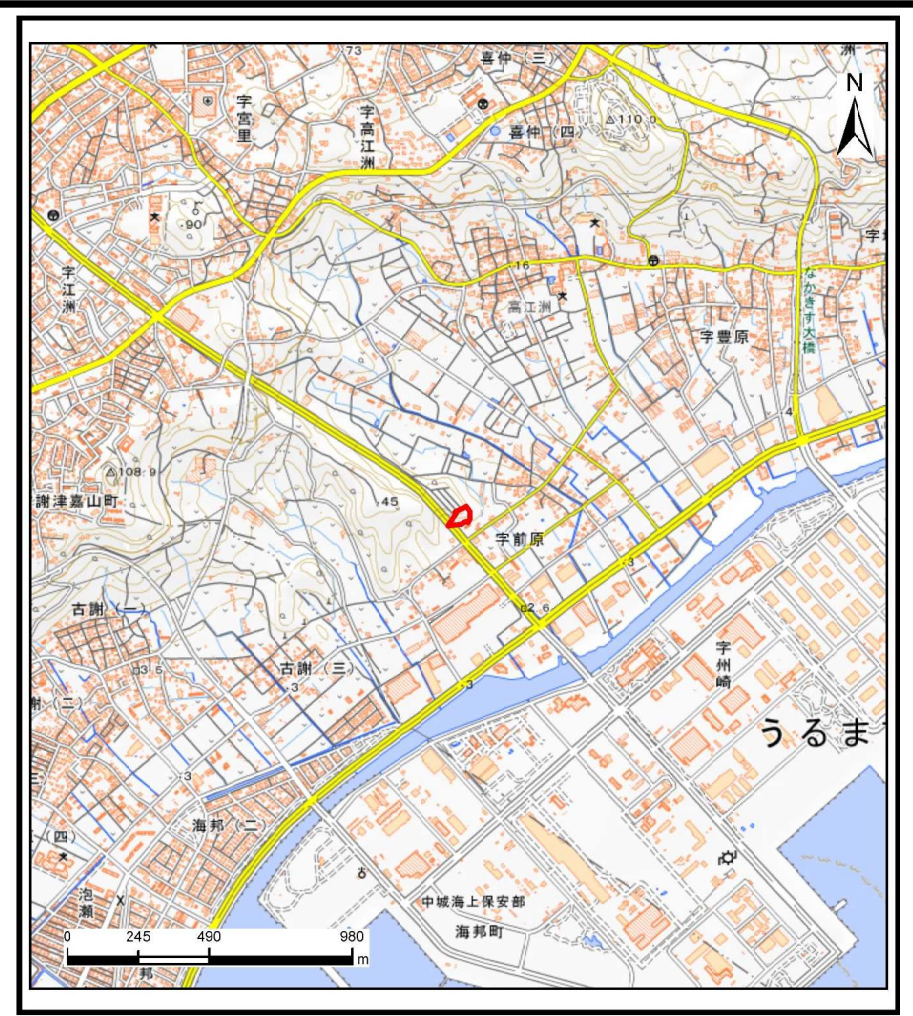 73
喜仲(三)
洲
N
字宮里
字高江洲
喜仲(四)
110.0
90
字江洲
16
高江洲
字豊原
なかきす大橋
4
108.9
謝津嘉山町
45
字前原
3
2.6
古謝(一)
3.5
古謝(三)
3
字州崎
謝(二)
3
うるま
3
海邦(二)
(四)
泡瀬
中城海上保安部
海邦町
0 245 490 980
m
邦